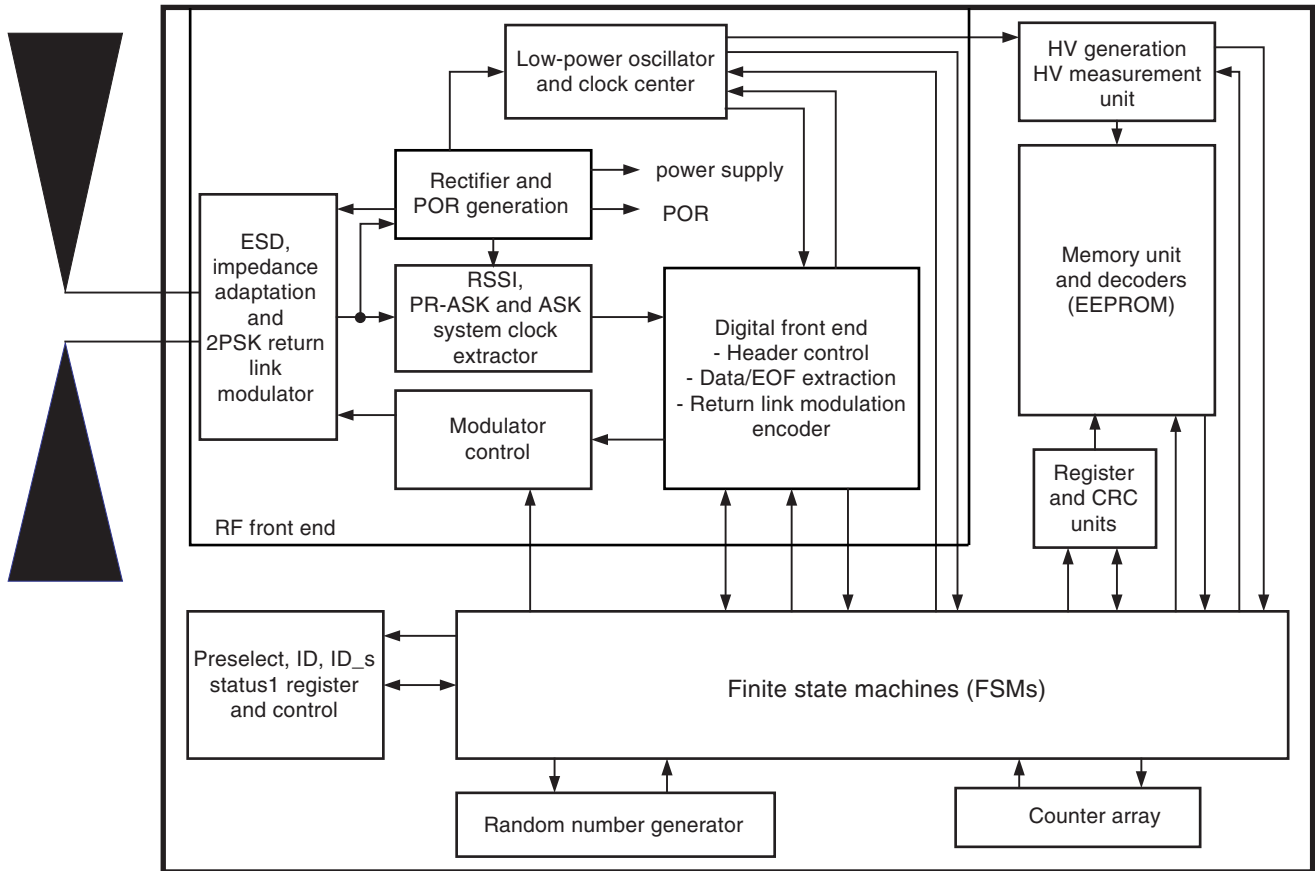 Low-power oscillator
and clock center
HV generation
HV measurement
unit
Rectifier and
POR generation
power supply
POR
ESD,
impedance
adaptation
and
2PSK return
link
modulator
RSSI,
PR-ASK and ASK
system clock
extractor
Digital front end
- Header control
- Data/EOF extraction
- Return link modulation
encoder
Memory unit
and decoders
(EEPROM)
Modulator
control
Register
and CRC
units
RF front end
Preselect, ID, ID_s
status1 register
and control
Finite state machines (FSMs)
Random number generator
Counter array